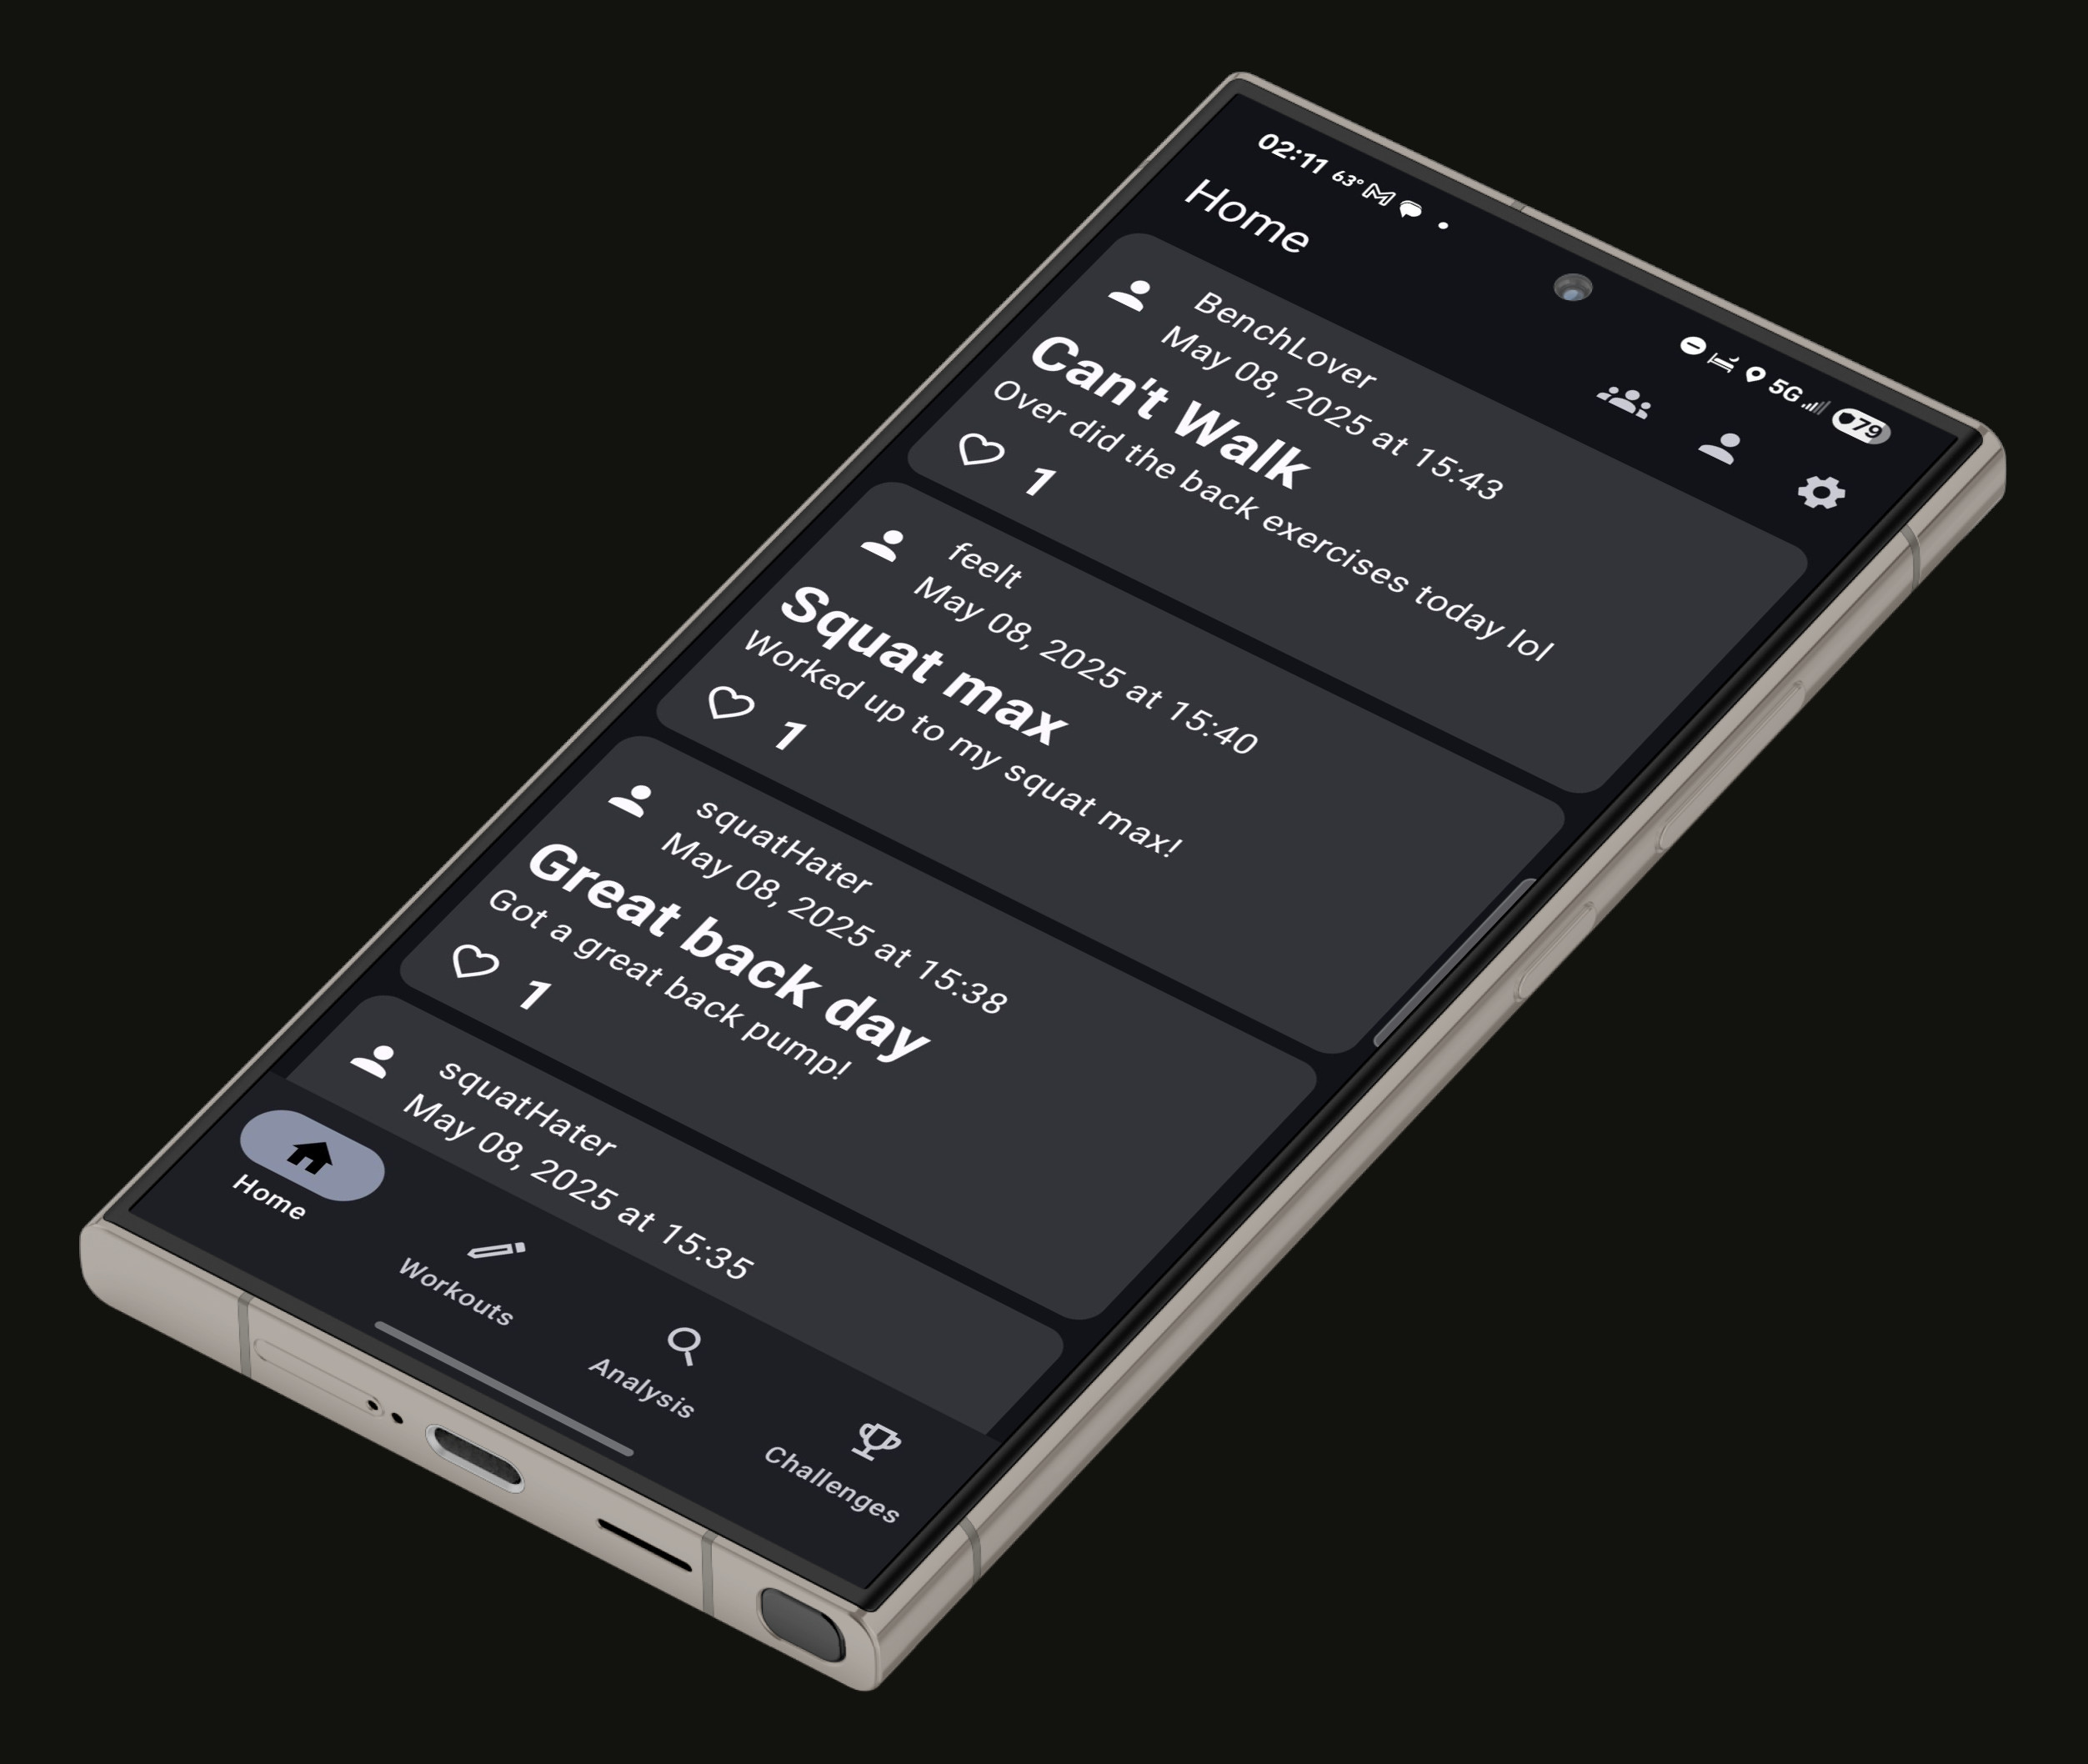 02:11 63°
5G 79
Home
BenchLover
May 08, 2025 at 15:43
Can't Walk
Over did the back exercises today lol
1
feelt
May 08, 2025 at 15:40
Squat max
Worked up to my squat max!
1
squatHater
May 08, 2025 at 15:38
Great back day
Got a great back pump!
1
squatHater
May 08, 2025 at 15:35
Home
Workouts
Analysis
Challenges